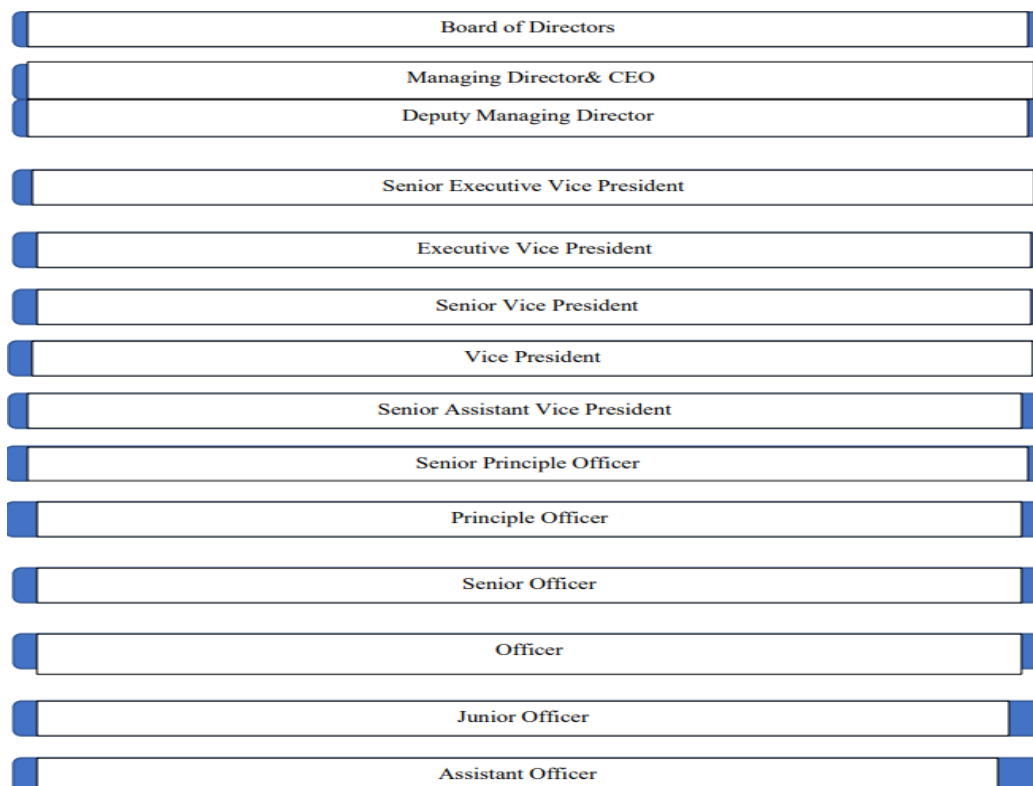 Board of Directors
Managing Director& CEO
Deputy Managing Director
Senior Executive Vice President
Executive Vice President
Senior Vice President
Vice President
Senior Assistant Vice President
Senior Principle Officer
Principle Officer
Senior Officer
Officer
Junior Officer
Assistant Officer